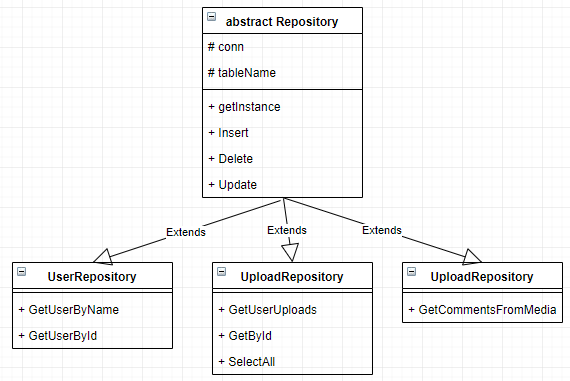 abstract Repository
# conn
# tableName
+ getInstance
+ Insert
+ Delete
+ Update
Extends
Extends
Extends
UserRepository
+ GetUserByName
+ GetUserById
UploadRepository
+ GetUserUploads
+ GetById
+ SelectAll
UploadRepository
+ GetCommentsFromMedia